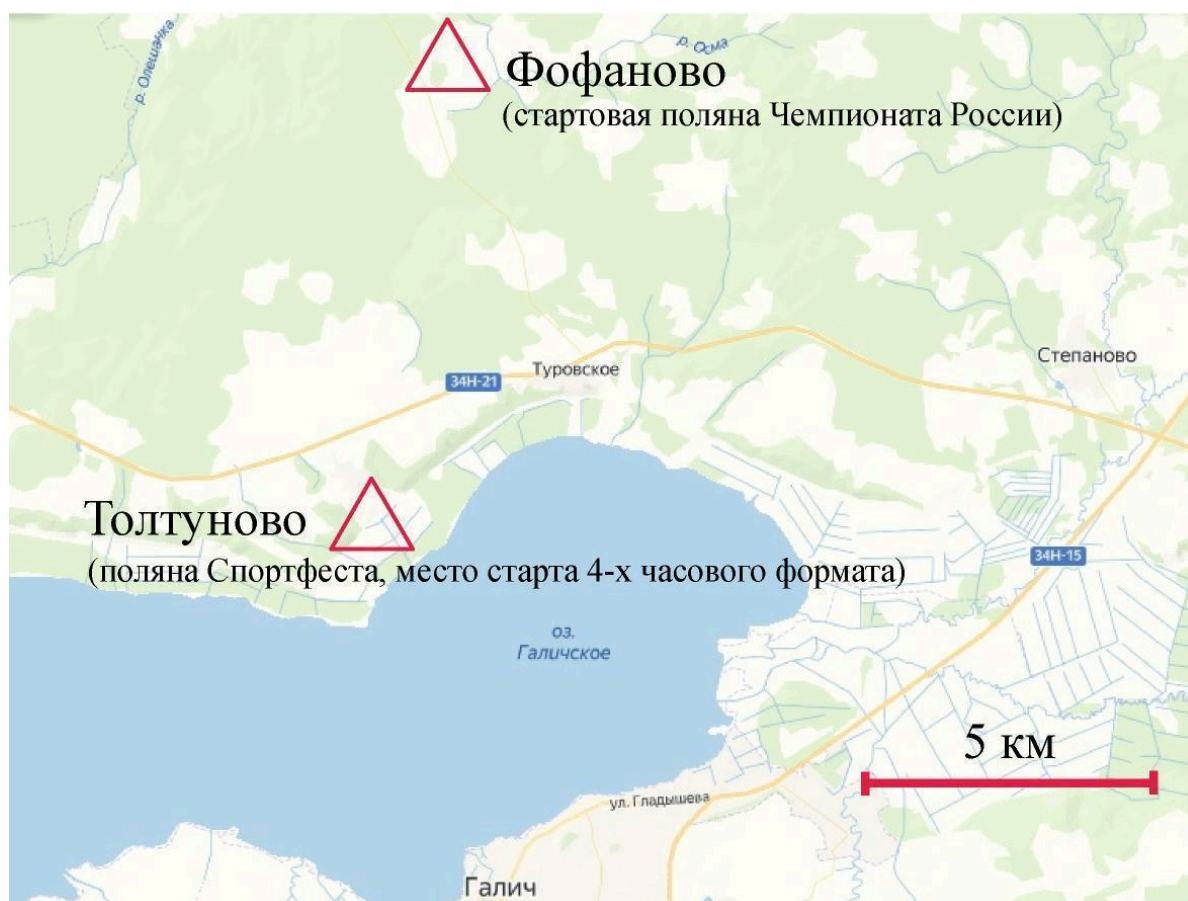 р. Олешанка
р. Осма
Фофаново
(стартовая поляна Чемпионата России)
Степаново
Туровское
34Н-21
Толтуново
(поляна Спортфеста, место старта 4-х часового формата)
34Н-15
оз.
Галичское
5 км
ул. Гладышева
Галич